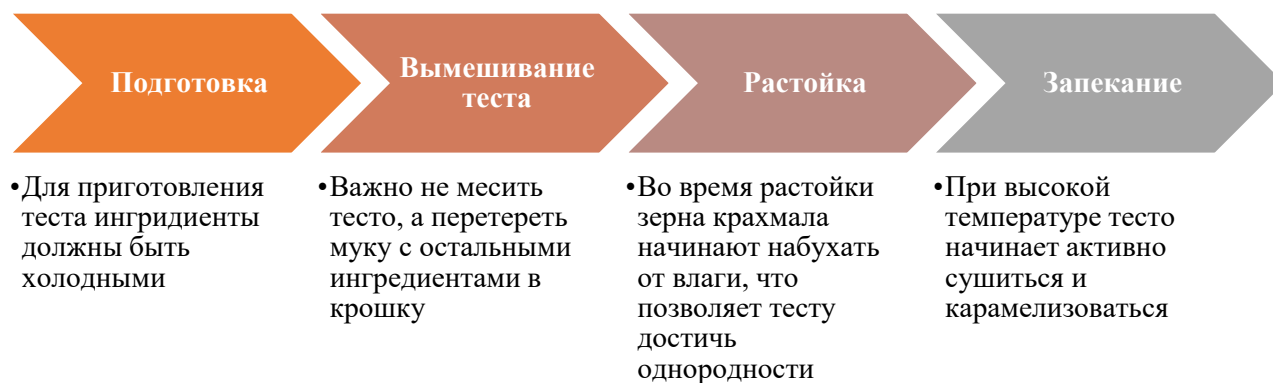 Подготовка
Вымешивание
теста
Растойка
Запекание
•Для приготовления
теста ингридиенты
должны быть
холодными
•Важно не месить
тесто, а перетереть
муку с остальными
ингредиентами в
крошку
•Во время растойки
зерна крахмала
начинают набухать
от влаги, что
позволяет тесту
достичь
однородности
•При высокой
температуре тесто
начинает активно
сушиться и
карамелизоваться